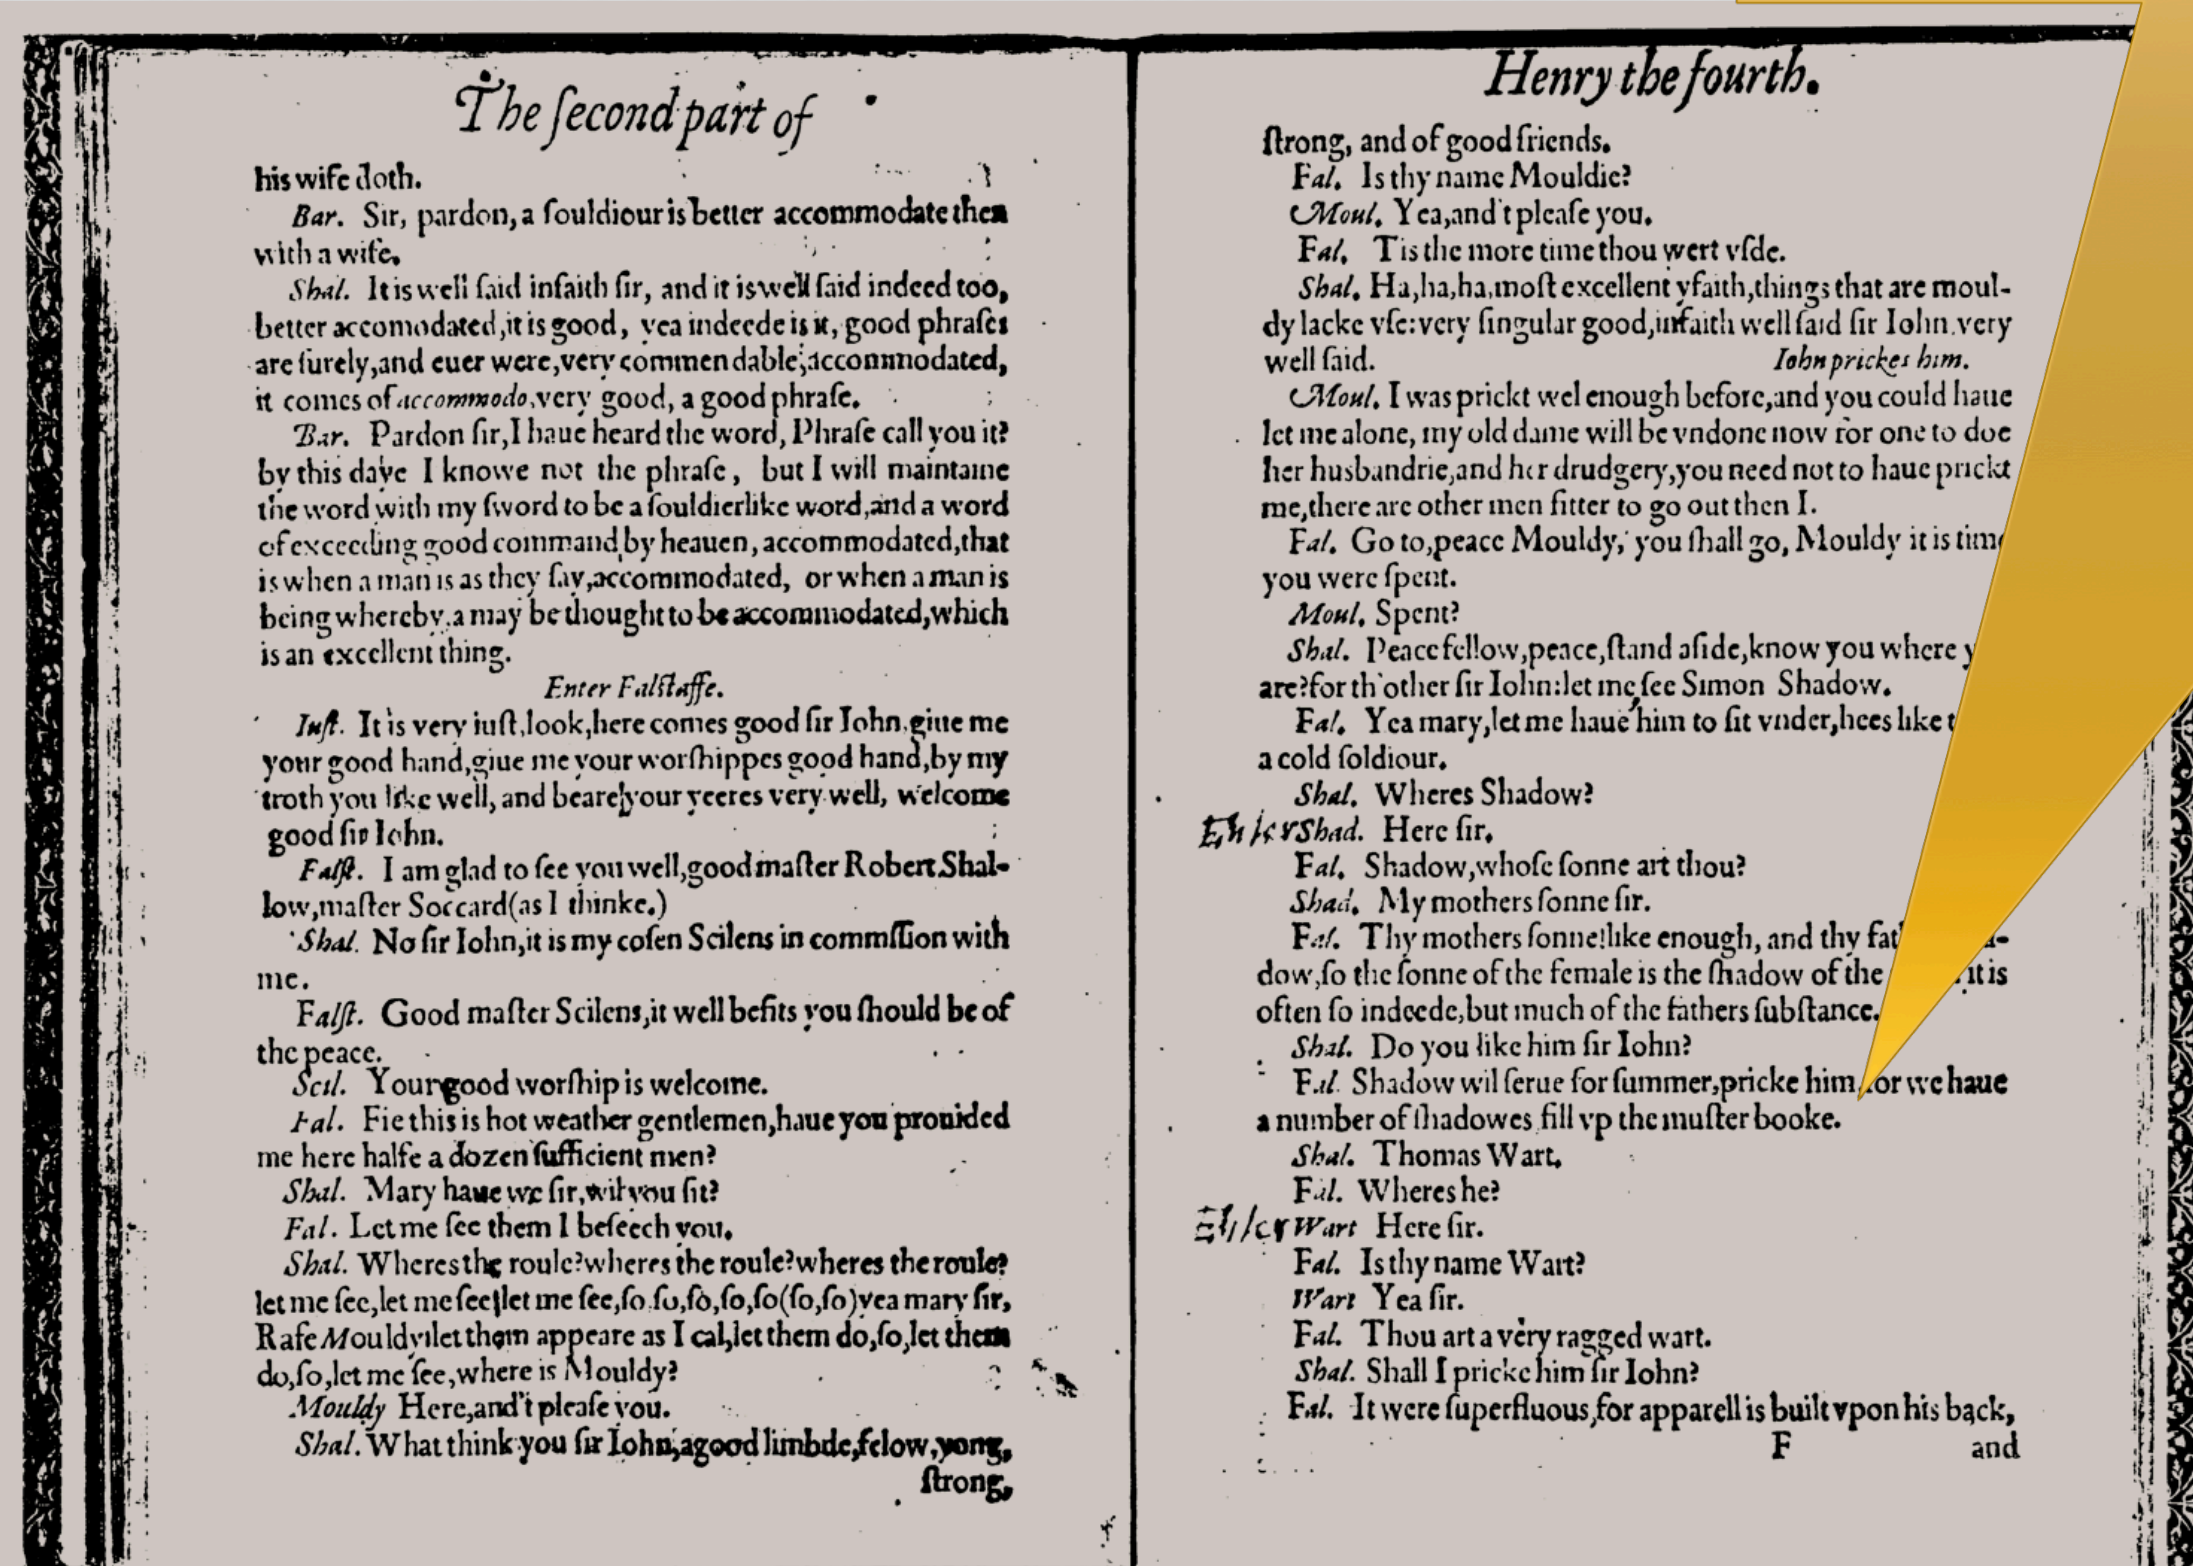 The ſecond part of
his wife doth.
Bar. Sir, pardon, a ſouldiour is better accommodate then
with a wife.
Shal. It is well ſaid infaith ſir, and it is well ſaid indeed too,
better accomodated, it is good, yea indeede is it, good phraſes
are ſurely, and euer were, very commendable, accommodated,
it comes of accommodo, very good, a good phraſe.
Bar. Pardon ſir, I haue heard the word, Phraſe call you it?
by this daye I knowe not the phraſe, but I will maintaine
the word with my ſword to be a ſouldierlike word, and a word
of exceeding good command by heauen, accommodated, that
is when a man is as they ſay, accommodated, or when a man is
being whereby, a may be thought to be accommodated, which
is an excellent thing.
Enter Falſtaffe.
Iuſt. It is very iuſt, look, here comes good ſir Iohn, giue me
your good hand, giue me your worſhippes good hand, by my
troth you like well, and beare your yeeres very well, welcome
good ſir Iohn.
Falſt. I am glad to ſee you well, good maſter Robert Shal-
low, maſter Soccard (as I thinke.)
Shal. No ſir Iohn, it is my coſen Scilens in commſſion with
me.
Falſt. Good maſter Scilens, it well befits you ſhould be of
the peace.
Scil. Your good worſhip is welcome.
Fal. Fie this is hot weather gentlemen, haue you prouided
me here halfe a dozen ſufficient men?
Shal. Mary haue we ſir, wil you ſit?
Fal. Let me ſee them I beſeech you.
Shal. Wheres the roule? wheres the roule? wheres the roule?
let me ſee, let me ſee, let me ſee, ſo ſo, ſo, ſo, ſo (ſo, ſo) yea mary ſir,
Rafe Mouldy, let them appeare as I cal, let them do, ſo, let them
do, ſo, let me ſee, where is Mouldy?
Mouldy Here, and't pleaſe you.
Shal. What think you ſir Iohn, a good limbde, felow, yong,
ſtrong,
Henry the fourth.
ſtrong, and of good friends.
Fal. Is thy name Mouldie?
Moul. Yea, and't pleaſe you.
Fal. Tis the more time thou wert vſde.
Shal. Ha, ha, ha, moſt excellent yfaith, things that are moul-
dy lacke vſe: very ſingular good, infaith well ſaid ſir Iohn, very
well ſaid. Iohn prickes him.
Moul. I was prickt wel enough before, and you could haue
let me alone, my old dame will be vndone now for one to doe
her husbandrie, and her drudgery, you need not to haue prickt
me, there are other men fitter to go out then I.
Fal. Go to, peace Mouldy, you ſhall go, Mouldy it is time
you were ſpent.
Moul. Spent?
Shal. Peace fellow, peace, ſtand aſide, know you where
are? for th'other ſir Iohn: let me ſee Simon Shadow.
Fal. Yea mary, let me haue him to ſit vnder, hees like
a cold ſoldiour.
Shal. Wheres Shadow?
Enter Shad. Here ſir.
Fal. Shadow, whoſe ſonne art thou?
Shad. My mothers ſonne ſir.
Fal. Thy mothers ſonne! like enough, and thy
dow, ſo the ſonne of the female is the ſhadow of the it is
often ſo indeede, but much of the fathers ſubſtance.
Shal. Do you like him ſir Iohn?
Fal. Shadow wil ſerue for ſummer, pricke him, for we haue
a number of ſhadowes fill vp the muſter booke.
Shal. Thomas Wart.
Fal. Wheres he?
Enter Wart Here ſir.
Fal. Is thy name Wart?
Wart Yea ſir.
Fal. Thou art a very ragged wart.
Shal. Shall I pricke him ſir Iohn?
Fal. It were ſuperfluous, for apparell is built vpon his back,
F and